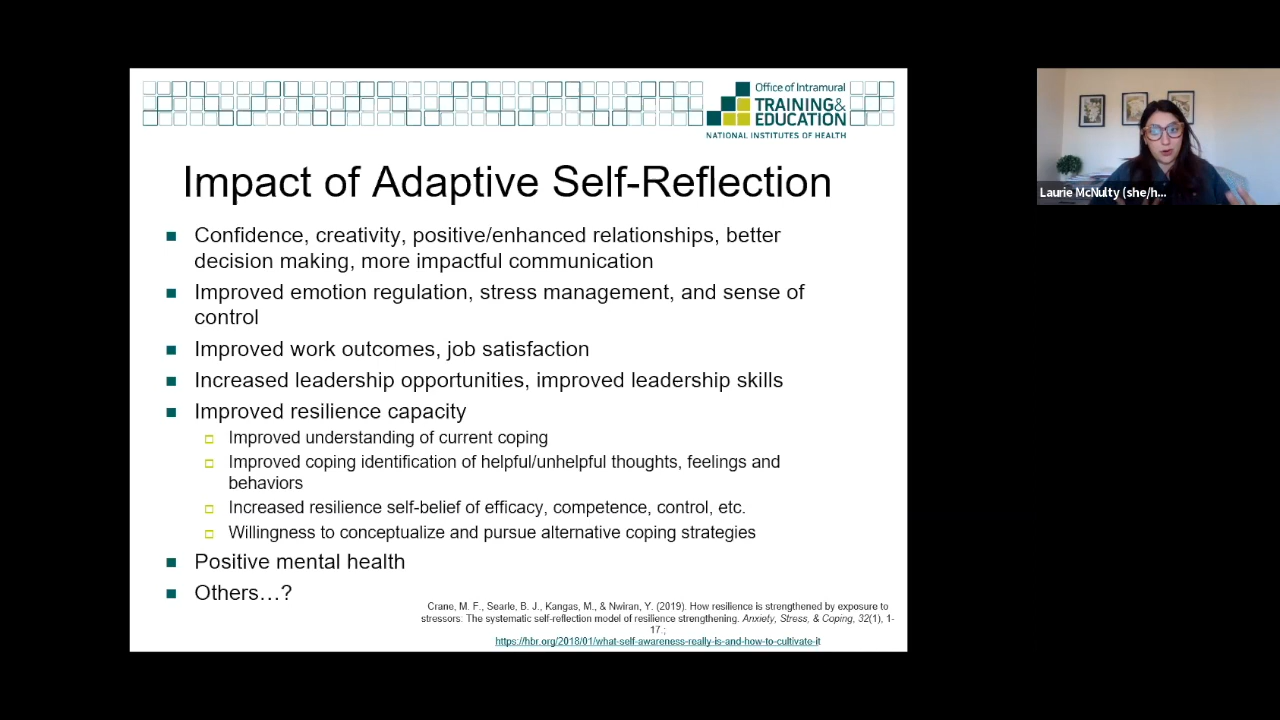 Office of Intramural
TRAINING&
EDUCATION
NATIONAL INSTITUTES OF HEALTH
Impact of Adaptive Self-Reflection
Confidence, creativity, positive/enhanced relationships, better
decision making, more impactful communication
Improved emotion regulation, stress management, and sense of
control
Improved work outcomes, job satisfaction
Increased leadership opportunities, improved leadership skills
Improved resilience capacity
Improved understanding of current coping
Improved coping identification of helpful/unhelpful thoughts, feelings and
behaviors
Increased resilience self-belief of efficacy, competence, control, etc.
Willingness to conceptualize and pursue alternative coping strategies
Positive mental health
Others…?
Crane, M. F., Searle, B. J., Kangas, M., & Nwiran, Y. (2019). How resilience is strengthened by exposure to
stressors: The systematic self-reflection model of resilience strengthening. Anxiety, Stress, & Coping, 32(1), 1-
17.;
https://hbr.org/2018/01/what-self-awareness-really-is-and-how-to-cultivate-it
Laurie McNulty (she/h...